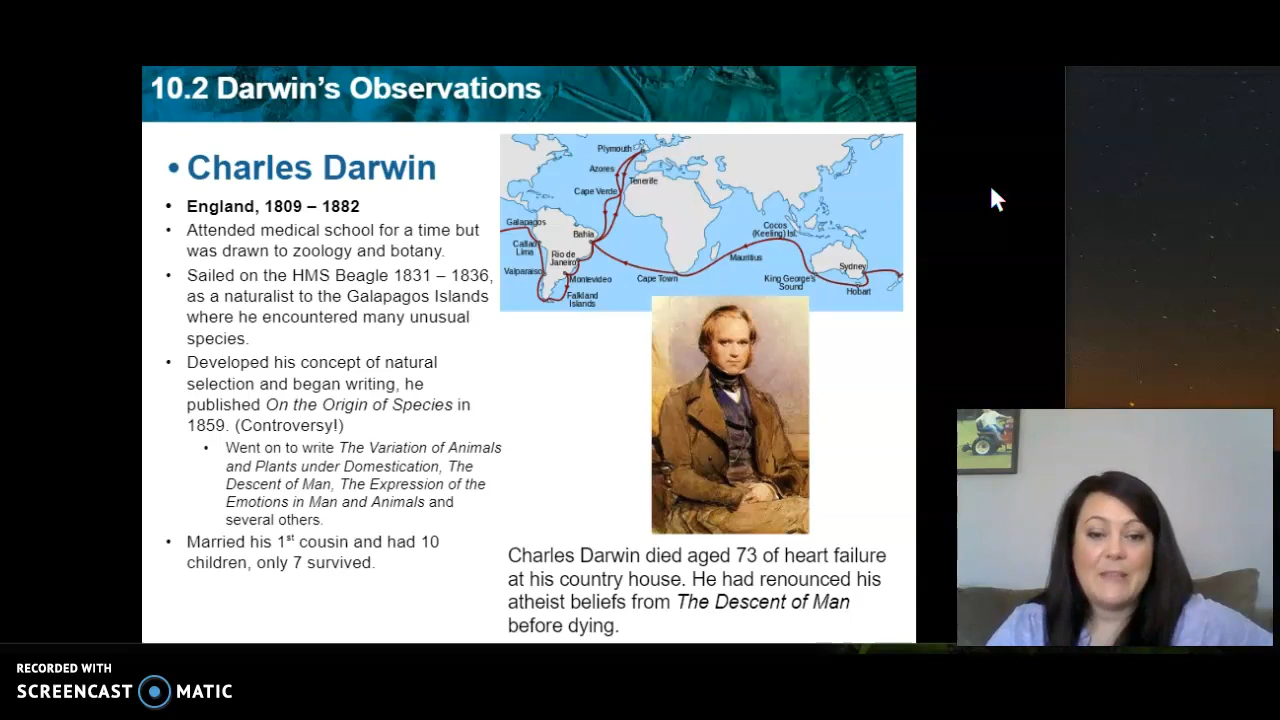 10.2 Darwin's Observations
• Charles Darwin
• England, 1809 – 1882
• Attended medical school for a time but
was drawn to zoology and botany.
• Sailed on the HMS Beagle 1831 – 1836,
as a naturalist to the Galapagos Islands
where he encountered many unusual
species.
• Developed his concept of natural
selection and began writing, he
published On the Origin of Species in
1859. (Controversy!)
• Went on to write The Variation of Animals
and Plants under Domestication, The
Descent of Man, The Expression of the
Emotions in Man and Animals and
several others.
• Married his 1st cousin and had 10
children, only 7 survived.
Plymouth
Azores
Tenerife
Cape Verde
Galapagos
Bahia
Cocos
(Keeling) Isl.
Callao
Lima
Rio de
Janeiro
Mauritius
Sydney
Valparaiso
Montevideo
Cape Town
King George's
Sound
Hobart
Falkland
Islands
Charles Darwin died aged 73 of heart failure
at his country house. He had renounced his
atheist beliefs from The Descent of Man
before dying.
RECORDED WITH
SCREENCAST MATIC